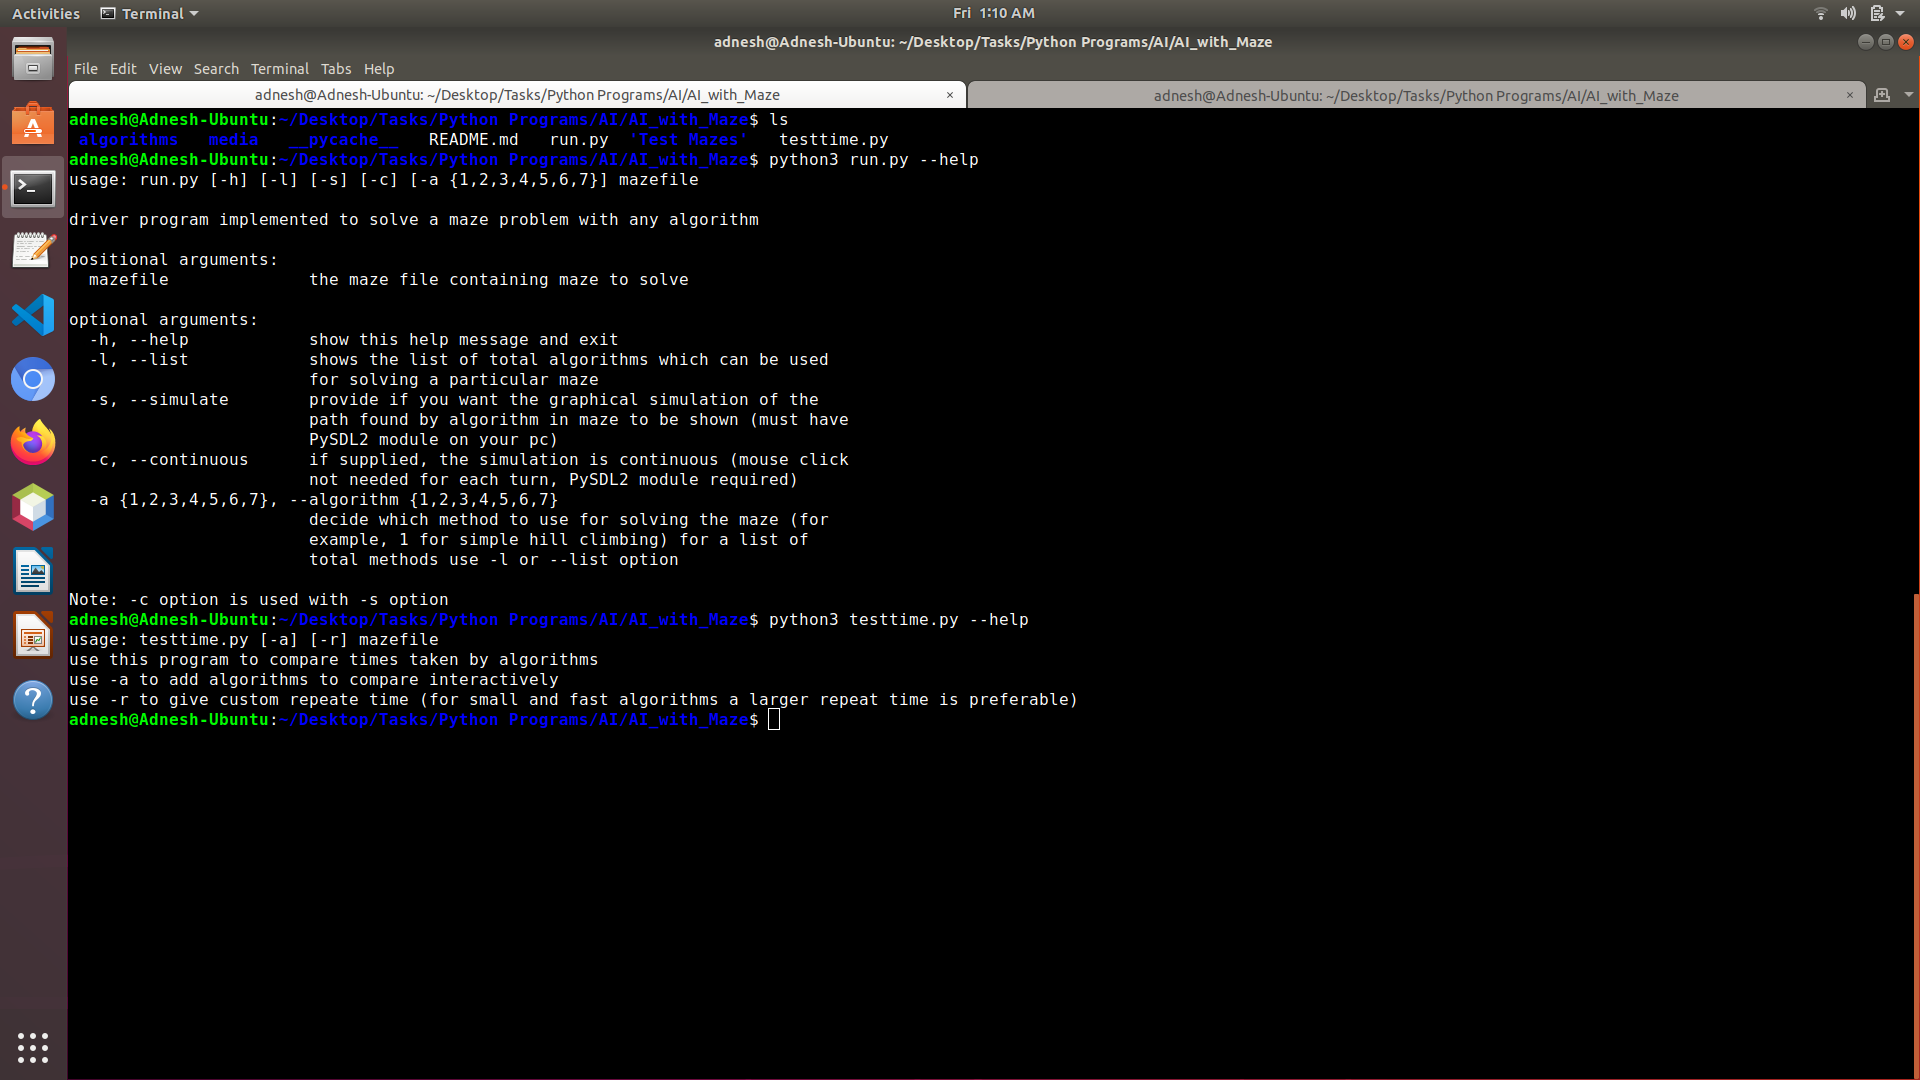 Activities Terminal Fri 1:10 AM
adnesh@Adnesh-Ubuntu: ~/Desktop/Tasks/Python Programs/AI/AI_with_Maze
File Edit View Search Terminal Tabs Help
adnesh@Adnesh-Ubuntu: ~/Desktop/Tasks/Python Programs/AI/AI_with_Maze × adnesh@Adnesh-Ubuntu: ~/Desktop/Tasks/Python Programs/AI/AI_with_Maze ×
adnesh@Adnesh-Ubuntu:~/Desktop/Tasks/Python Programs/AI/AI_with_Maze$ ls
algorithms media __pycache__ README.md run.py 'Test Mazes' testtime.py
adnesh@Adnesh-Ubuntu:~/Desktop/Tasks/Python Programs/AI/AI_with_Maze$ python3 run.py --help
usage: run.py [-h] [-l] [-s] [-c] [-a {1,2,3,4,5,6,7}] mazefile
driver program implemented to solve a maze problem with any algorithm
positional arguments:
mazefile the maze file containing maze to solve
optional arguments:
-h, --help show this help message and exit
-l, --list shows the list of total algorithms which can be used
for solving a particular maze
-s, --simulate provide if you want the graphical simulation of the
path found by algorithm in maze to be shown (must have
PySDL2 module on your pc)
-c, --continuous if supplied, the simulation is continuous (mouse click
not needed for each turn, PySDL2 module required)
-a {1,2,3,4,5,6,7}, --algorithm {1,2,3,4,5,6,7}
decide which method to use for solving the maze (for
example, 1 for simple hill climbing) for a list of
total methods use -l or --list option
Note: -c option is used with -s option
adnesh@Adnesh-Ubuntu:~/Desktop/Tasks/Python Programs/AI/AI_with_Maze$ python3 testtime.py --help
usage: testtime.py [-a] [-r] mazefile
use this program to compare times taken by algorithms
use -a to add algorithms to compare interactively
use -r to give custom repeate time (for small and fast algorithms a larger repeat time is preferable)
adnesh@Adnesh-Ubuntu:~/Desktop/Tasks/Python Programs/AI/AI_with_Maze$